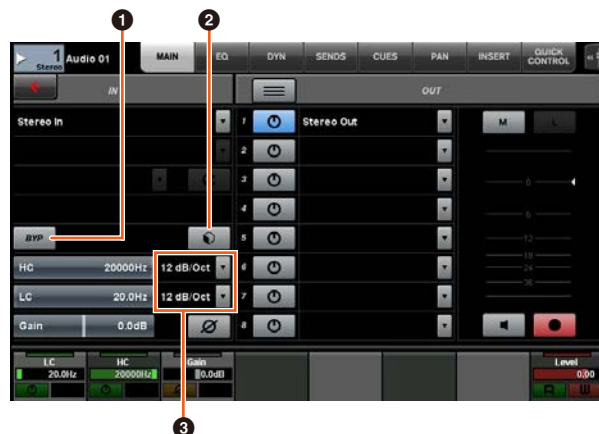 1 2
1 Audio 01 MAIN EQ DYN SENDS CUES PAN INSERT QUICK CONTROL
Stereo
IN OUT
Stereo In 1 Stereo Out M L
2
3 0
4 6
BYP 5 12
18
HC 20000Hz 12 dB/Oct 6 24
36
LC 20.0Hz 12 dB/Oct 7
Gain 0.0dB 8
LC HC Gain Level
20.0Hz 20000Hz 0.0dB 0.00
R W
3